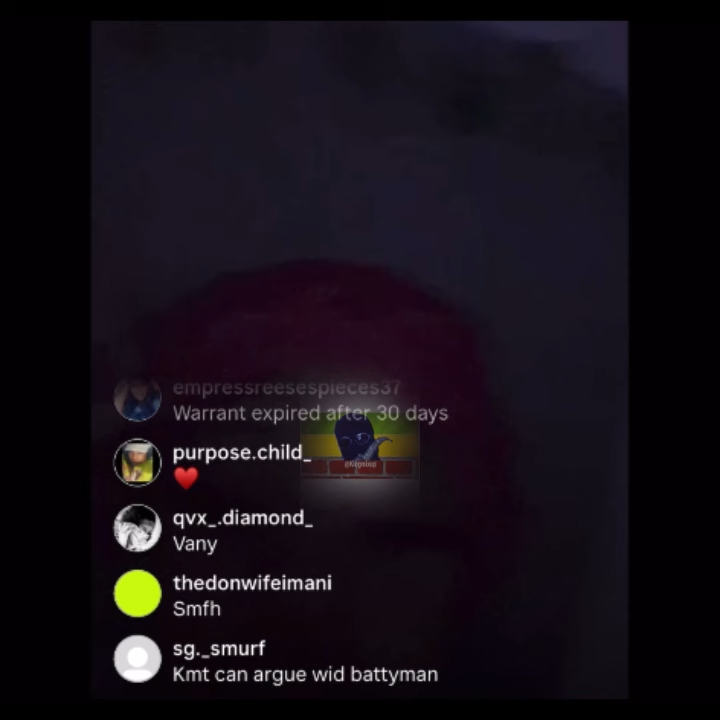 empressreesespieces37
Warrant expired after 30 days
purpose.child_
❤️
qvx_.diamond_
Vany
thedonwifeimani
Smfh
sg._smurf
Kmt can argue wid battyman